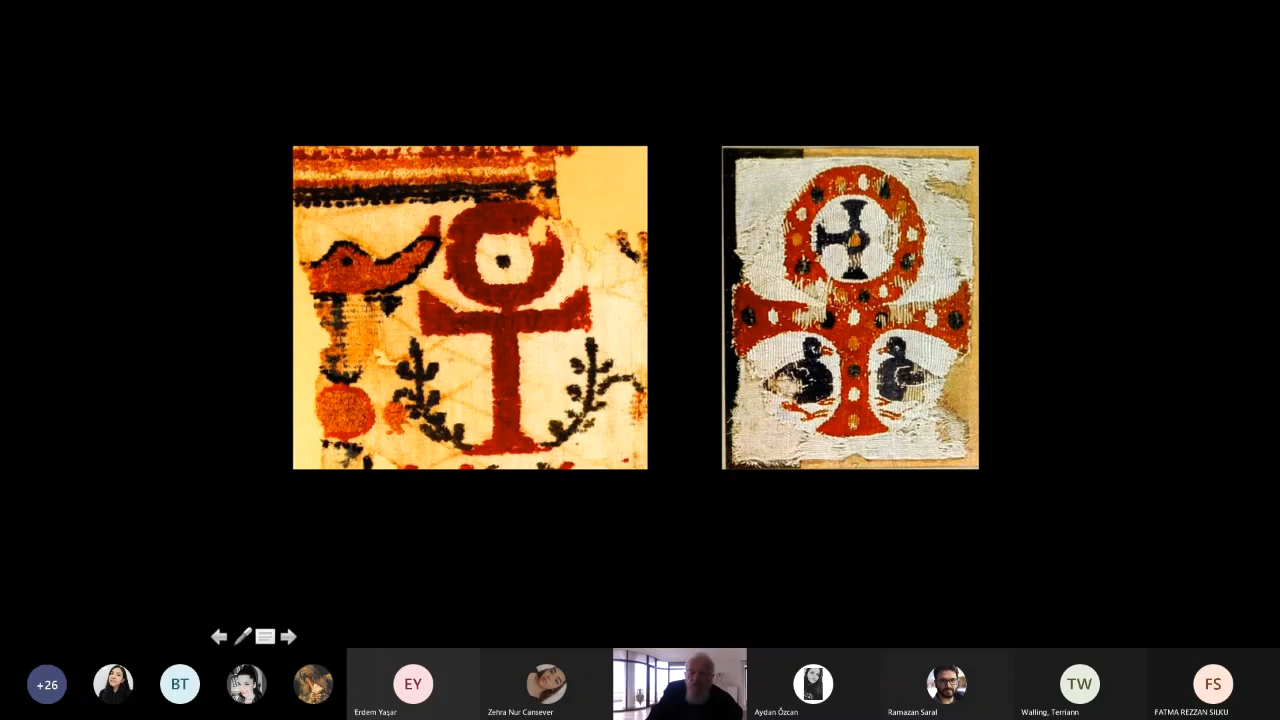 +26
BT
EY
TW
FS
Erdem Yaşar
Zehra Nur Cansever
Aydan Özcan
Ramazan Saral
Walling, Terriann
FATMA REZZAN SILKU